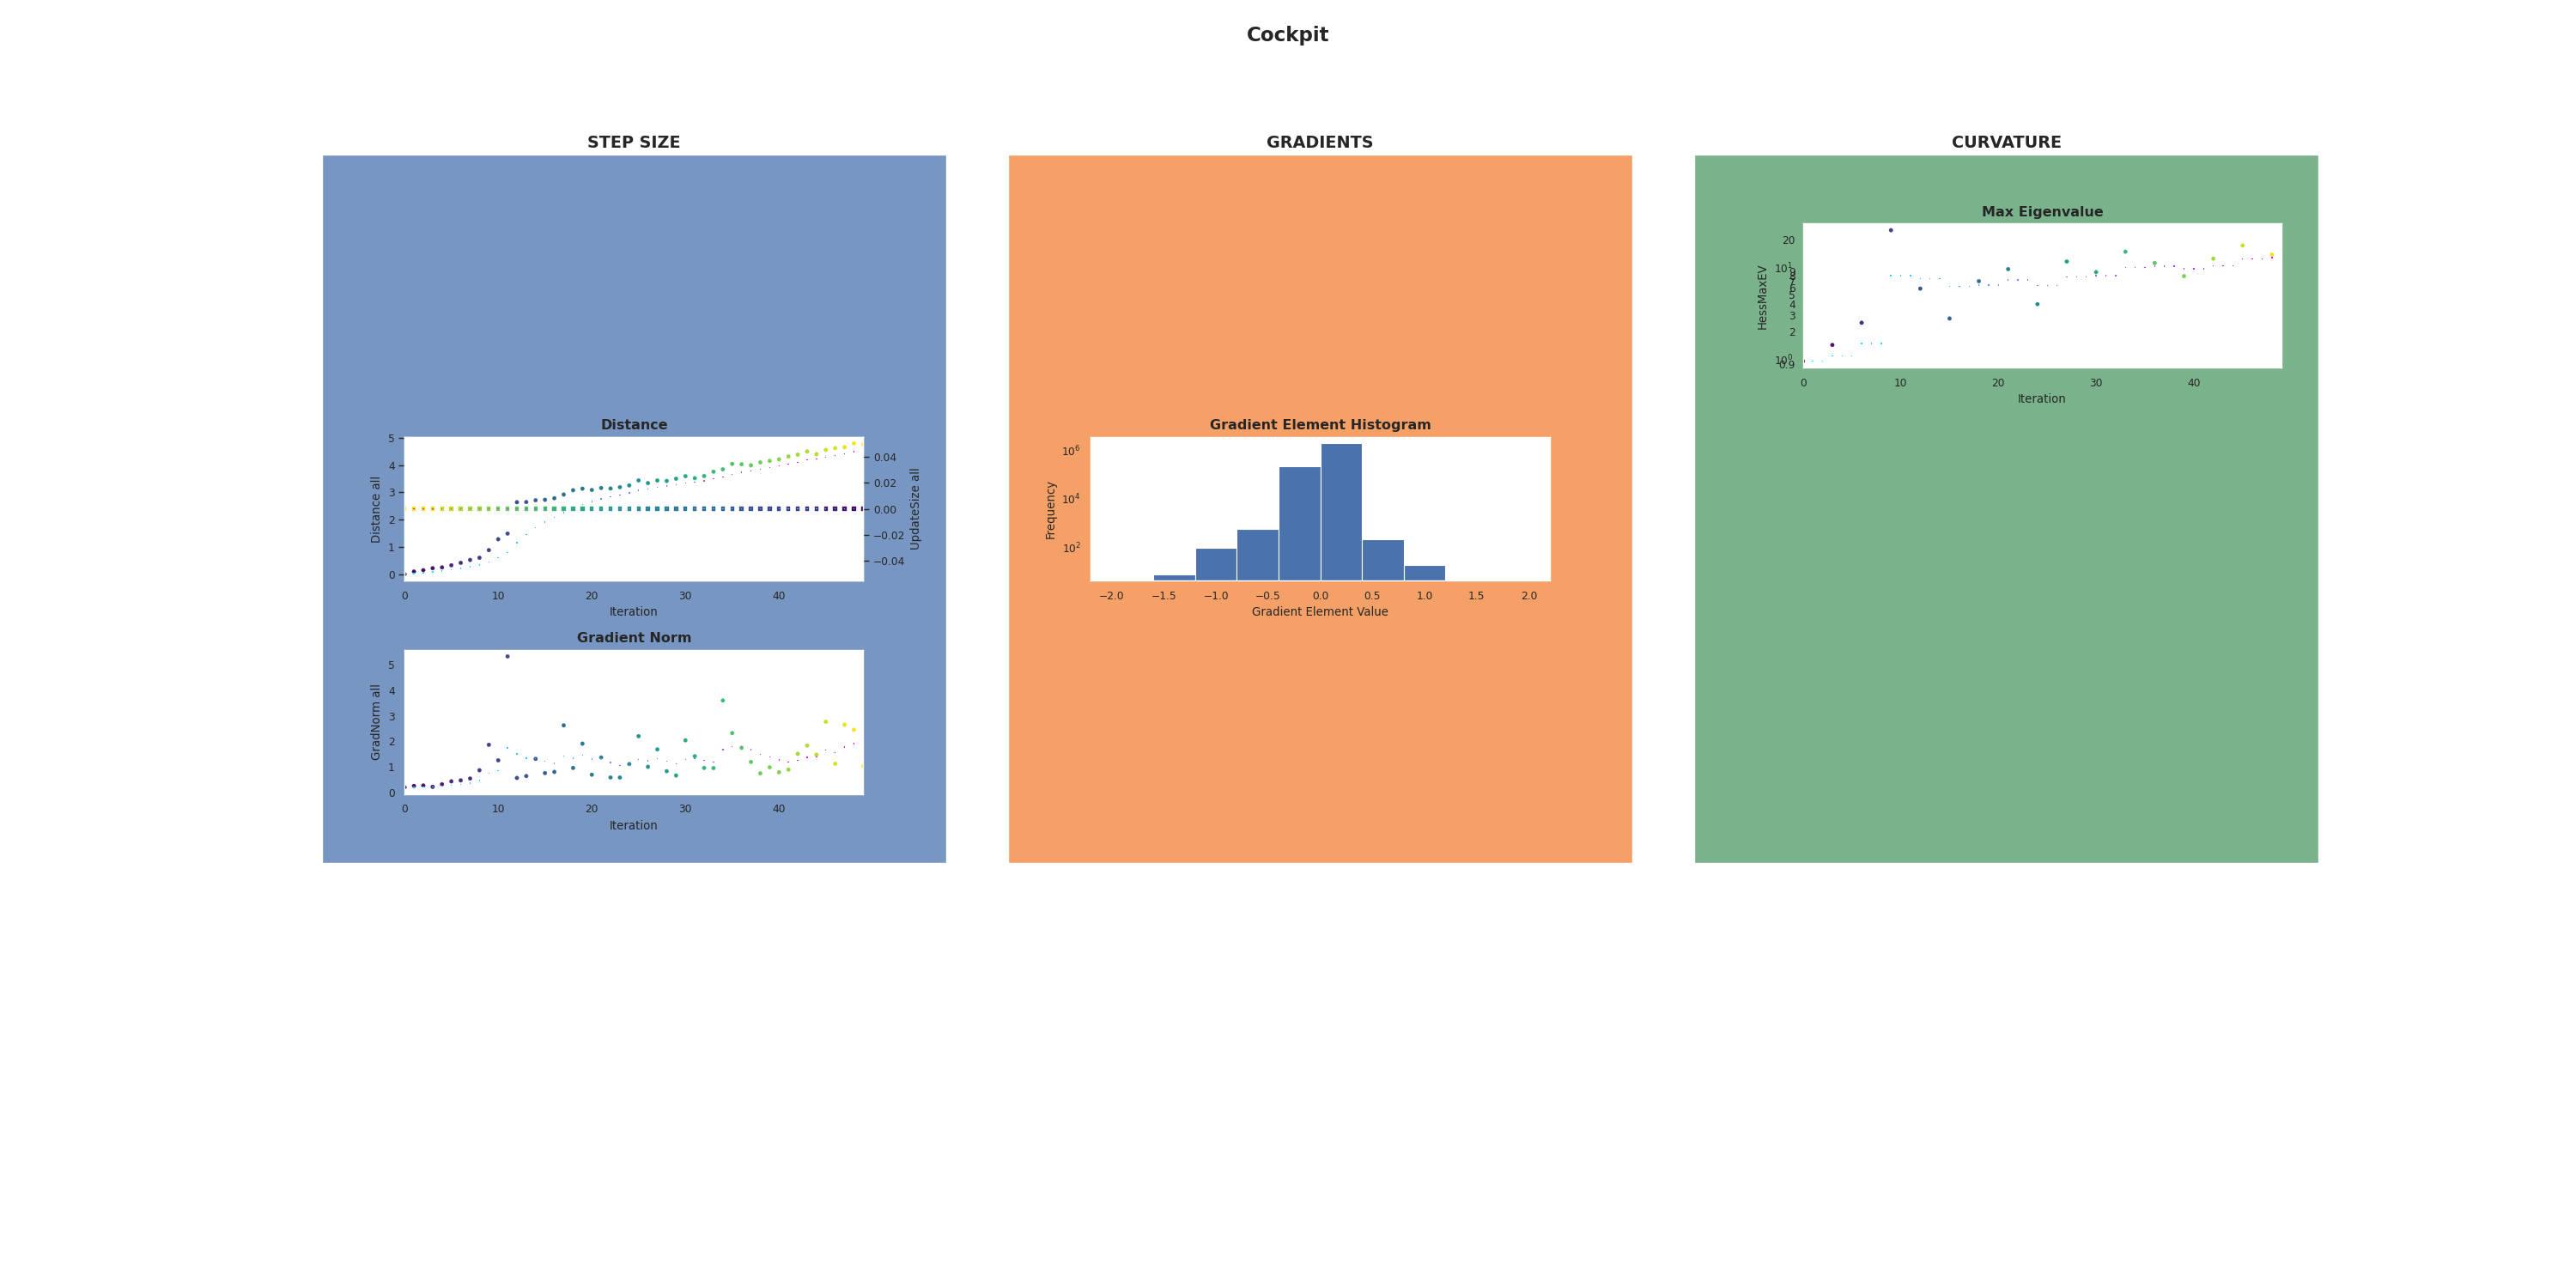 Cockpit
STEP SIZE
Distance
Distance all
5
4
3
2
1
0
0.04
0.02
0.00
−0.02
−0.04
UpdateSize all
0 10 20 30 40
Iteration
Gradient Norm
GradNorm all
5
4
3
2
1
0
0 10 20 30 40
Iteration
GRADIENTS
Gradient Element Histogram
Frequency
10^6
10^4
10^2
−2.0 −1.5 −1.0 −0.5 0.0 0.5 1.0 1.5 2.0
Gradient Element Value
CURVATURE
Max Eigenvalue
HessMaxEV
20
10^1
9
8
7
6
5
4
3
2
10^0
0.9
0 10 20 30 40
Iteration